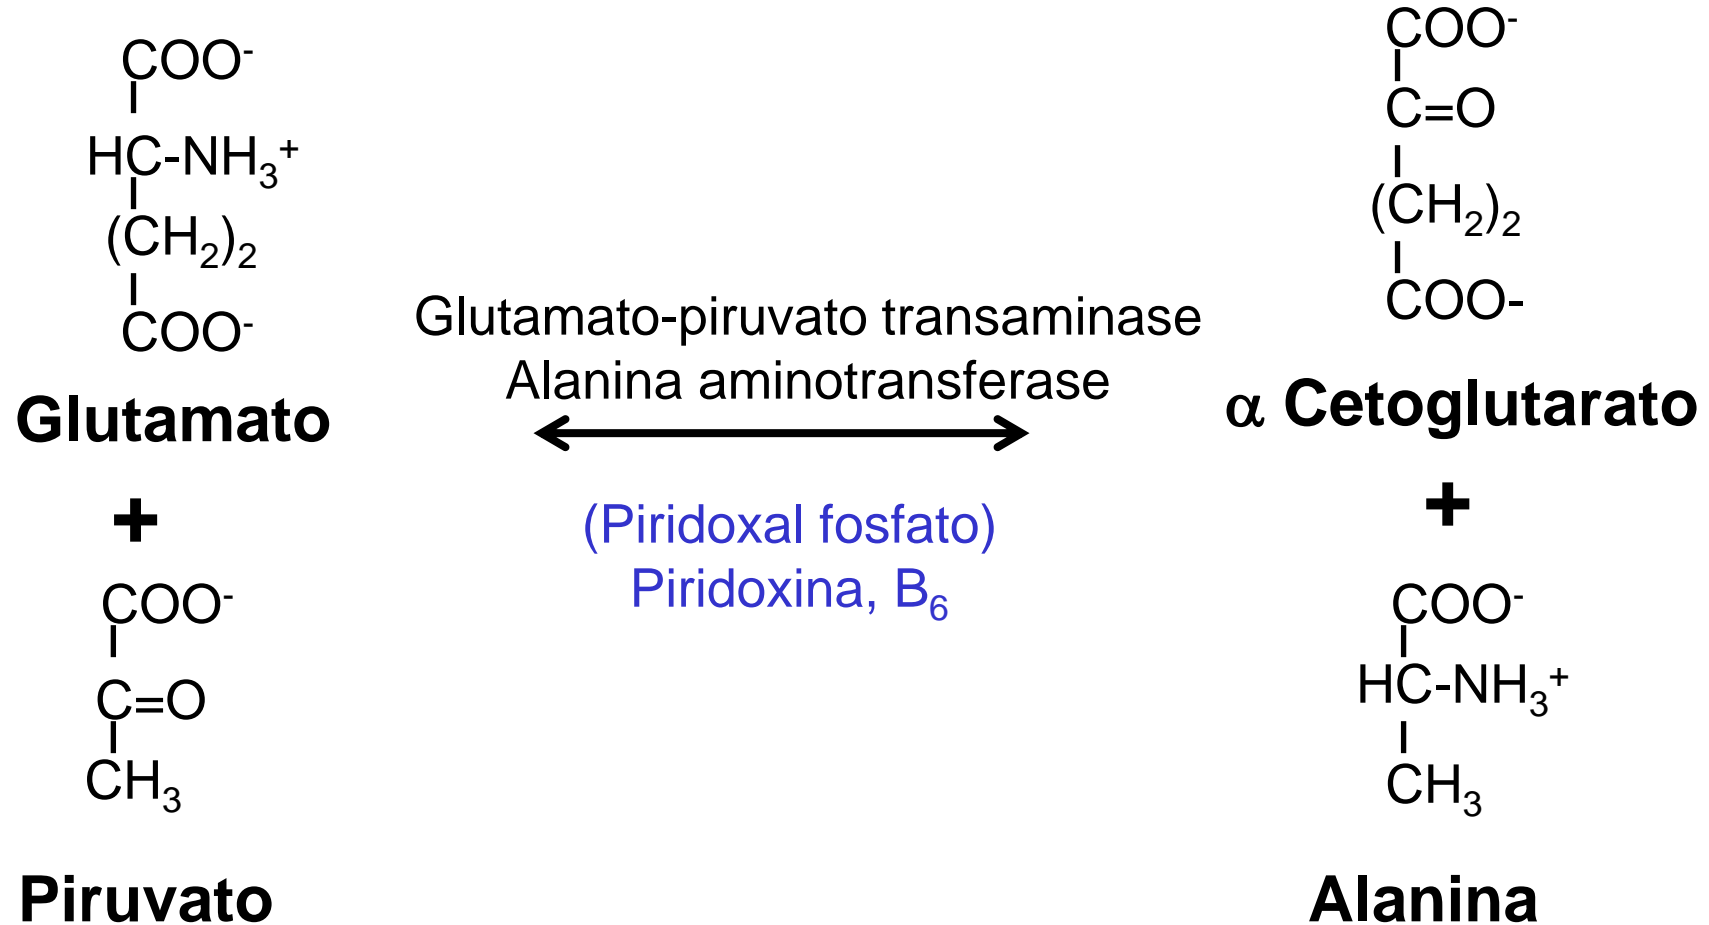 COO⁻
HC-NH₃⁺
(CH₂)₂
COO⁻
Glutamato
+
COO⁻
C=O
CH₃
Piruvato
Glutamato-piruvato transaminase
Alanina aminotransferase
(Piridoxal fosfato)
Piridoxina, B₆
COO⁻
C=O
(CH₂)₂
COO-
α Cetoglutarato
+
COO⁻
HC-NH₃⁺
CH₃
Alanina